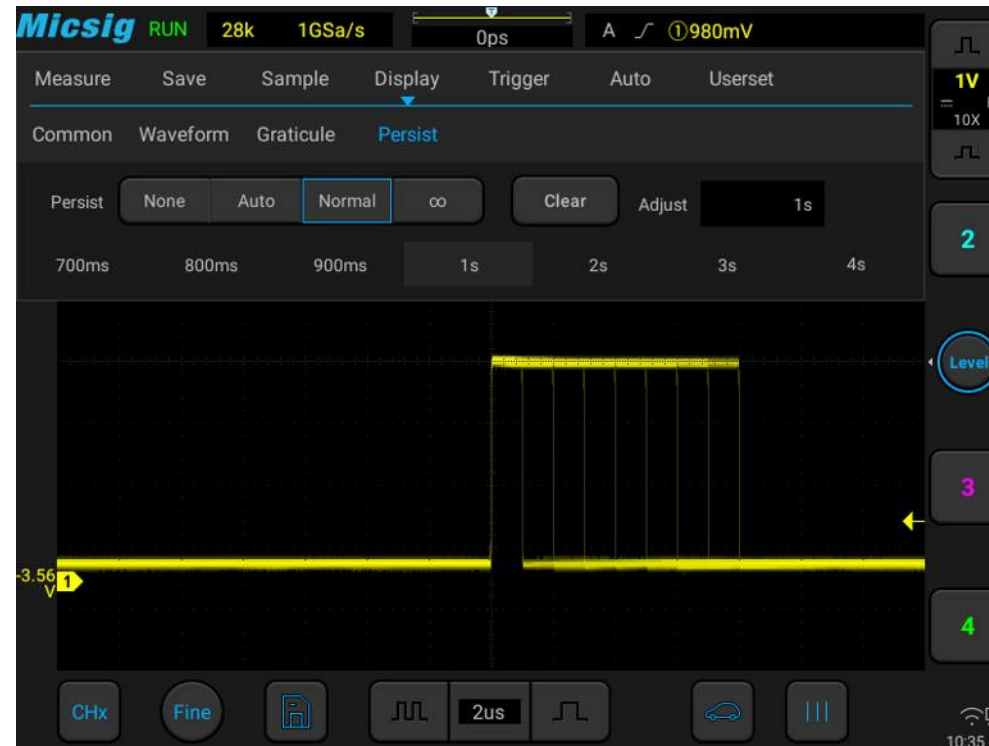 Micsig RUN 28k 1GSa/s T 0ps A ①980mV
Measure Save Sample Display Trigger Auto Userset
1V
10X
Common Waveform Graticule Persist
Persist None Auto Normal ∞ Clear Adjust 1s
2
700ms 800ms 900ms 1s 2s 3s 4s
Level
3
-3.56
V 1
4
CHx Fine 2us
10:35